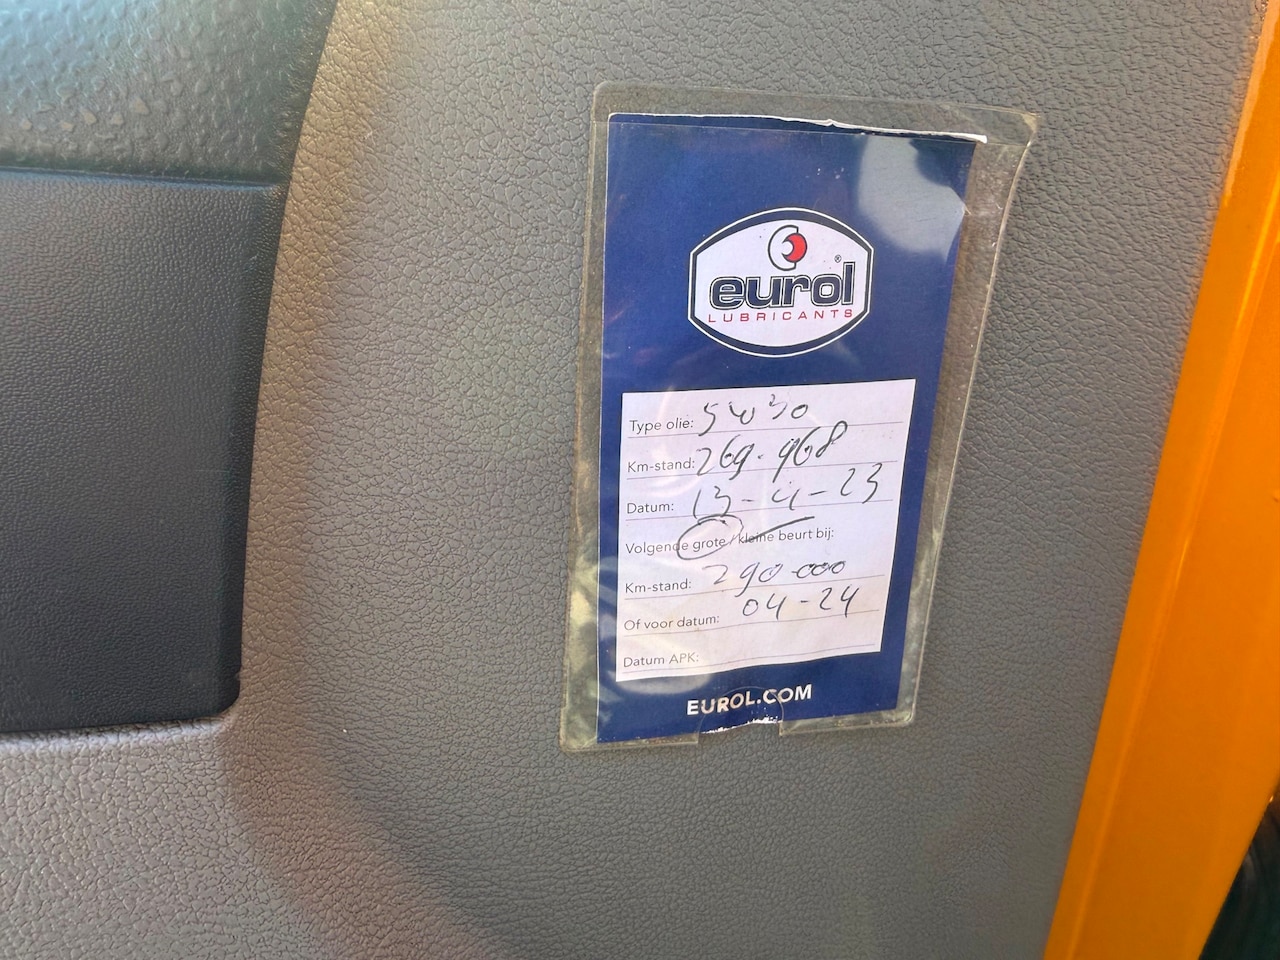 eurol®
LUBRICANTS
Type olie: 5w30
Km-stand: 269.968
Datum: 13-4-23
Volgende grote / kleine beurt bij:
Km-stand: 290.000
Of voor datum: 04-24
Datum APK:
EUROL.COM